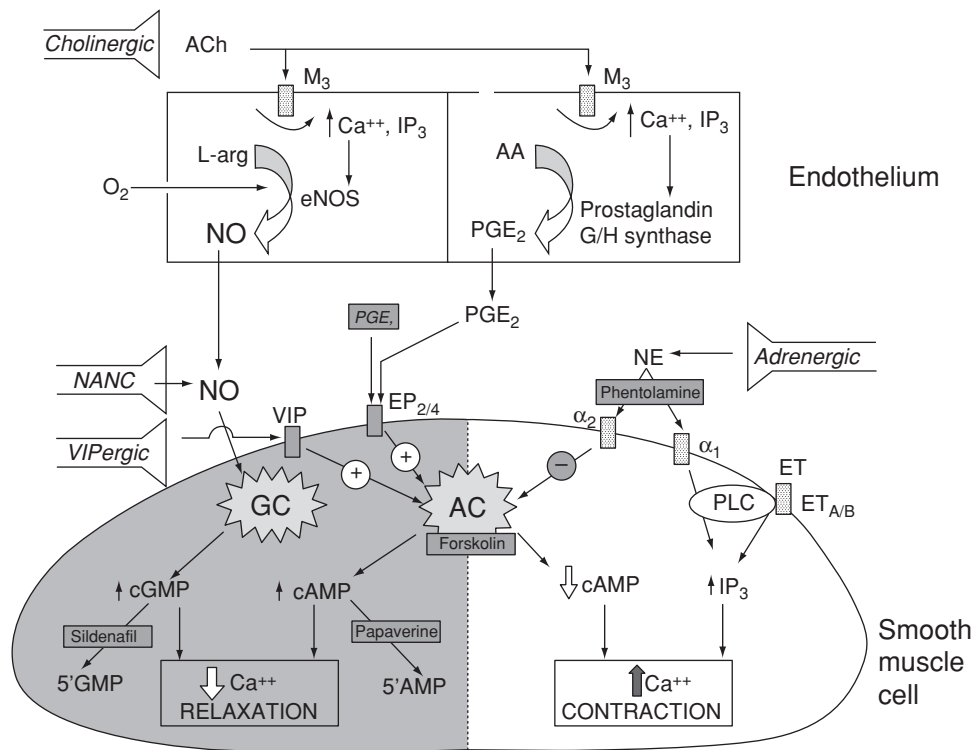 Cholinergic
ACh
M3
M3
Ca++, IP3
Ca++, IP3
L-arg
AA
Endothelium
O2
eNOS
NO
Prostaglandin
G/H synthase
PGE2
PGE,
PGE2
NE
Adrenergic
NANC
NO
Phentolamine
VIP
EP2/4
α2
α1
VIPergic
+
+
−
ET
GC
AC
PLC
ETA/B
Forskolin
cGMP
cAMP
cAMP
IP3
Sildenafil
Papaverine
Smooth
muscle
cell
5'GMP
Ca++
RELAXATION
5'AMP
Ca++
CONTRACTION